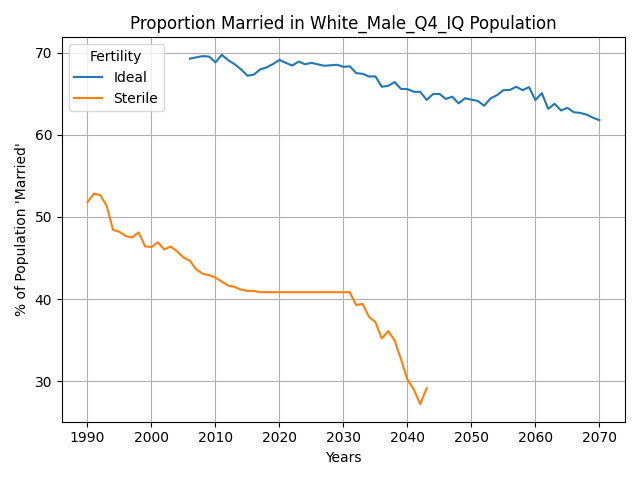 Proportion Married in White_Male_Q4_IQ Population
Fertility
Ideal
Sterile
% of Population 'Married'
70
60
50
40
30
1990 2000 2010 2020 2030 2040 2050 2060 2070
Years